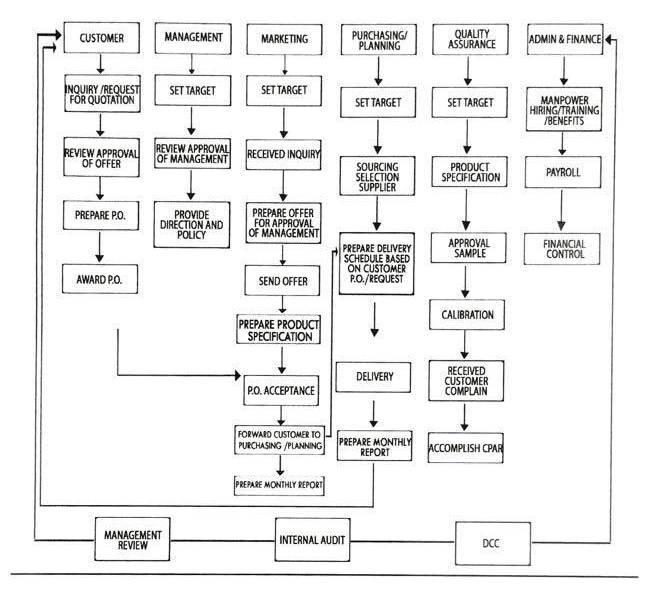 CUSTOMER
INQUIRY /REQUEST
FOR QUOTATION
REVIEW APPROVAL
OF OFFER
PREPARE P.O.
AWARD P.O.
MANAGEMENT
SET TARGET
REVIEW APPROVAL
OF MANAGEMENT
PROVIDE
DIRECTION AND
POLICY
MARKETING
SET TARGET
RECEIVED INQUIRY
PREPARE OFFER
FOR APPROVAL
OF MANAGEMENT
SEND OFFER
PREPARE PRODUCT
SPECIFICATION
P.O. ACCEPTANCE
FORWARD CUSTOMER TO
PURCHASING /PLANNING
PREPARE MONTHLY REPORT
PURCHASING/
PLANNING
SET TARGET
SOURCING
SELECTION
SUPPLIER
PREPARE DELIVERY
SCHEDULE BASED
ON CUSTOMER
P.O./REQUEST
DELIVERY
PREPARE MONTHLY
REPORT
QUALITY
ASSURANCE
SET TARGET
PRODUCT
SPECIFICATION
APPROVAL
SAMPLE
CALIBRATION
RECEIVED
CUSTOMER
COMPLAIN
ACCOMPLISH CPAR
ADMIN & FINANCE
MANPOWER
HIRING/TRAINING
/BENEFITS
PAYROLL
FINANCIAL
CONTROL
MANAGEMENT
REVIEW
INTERNAL AUDIT
DCC